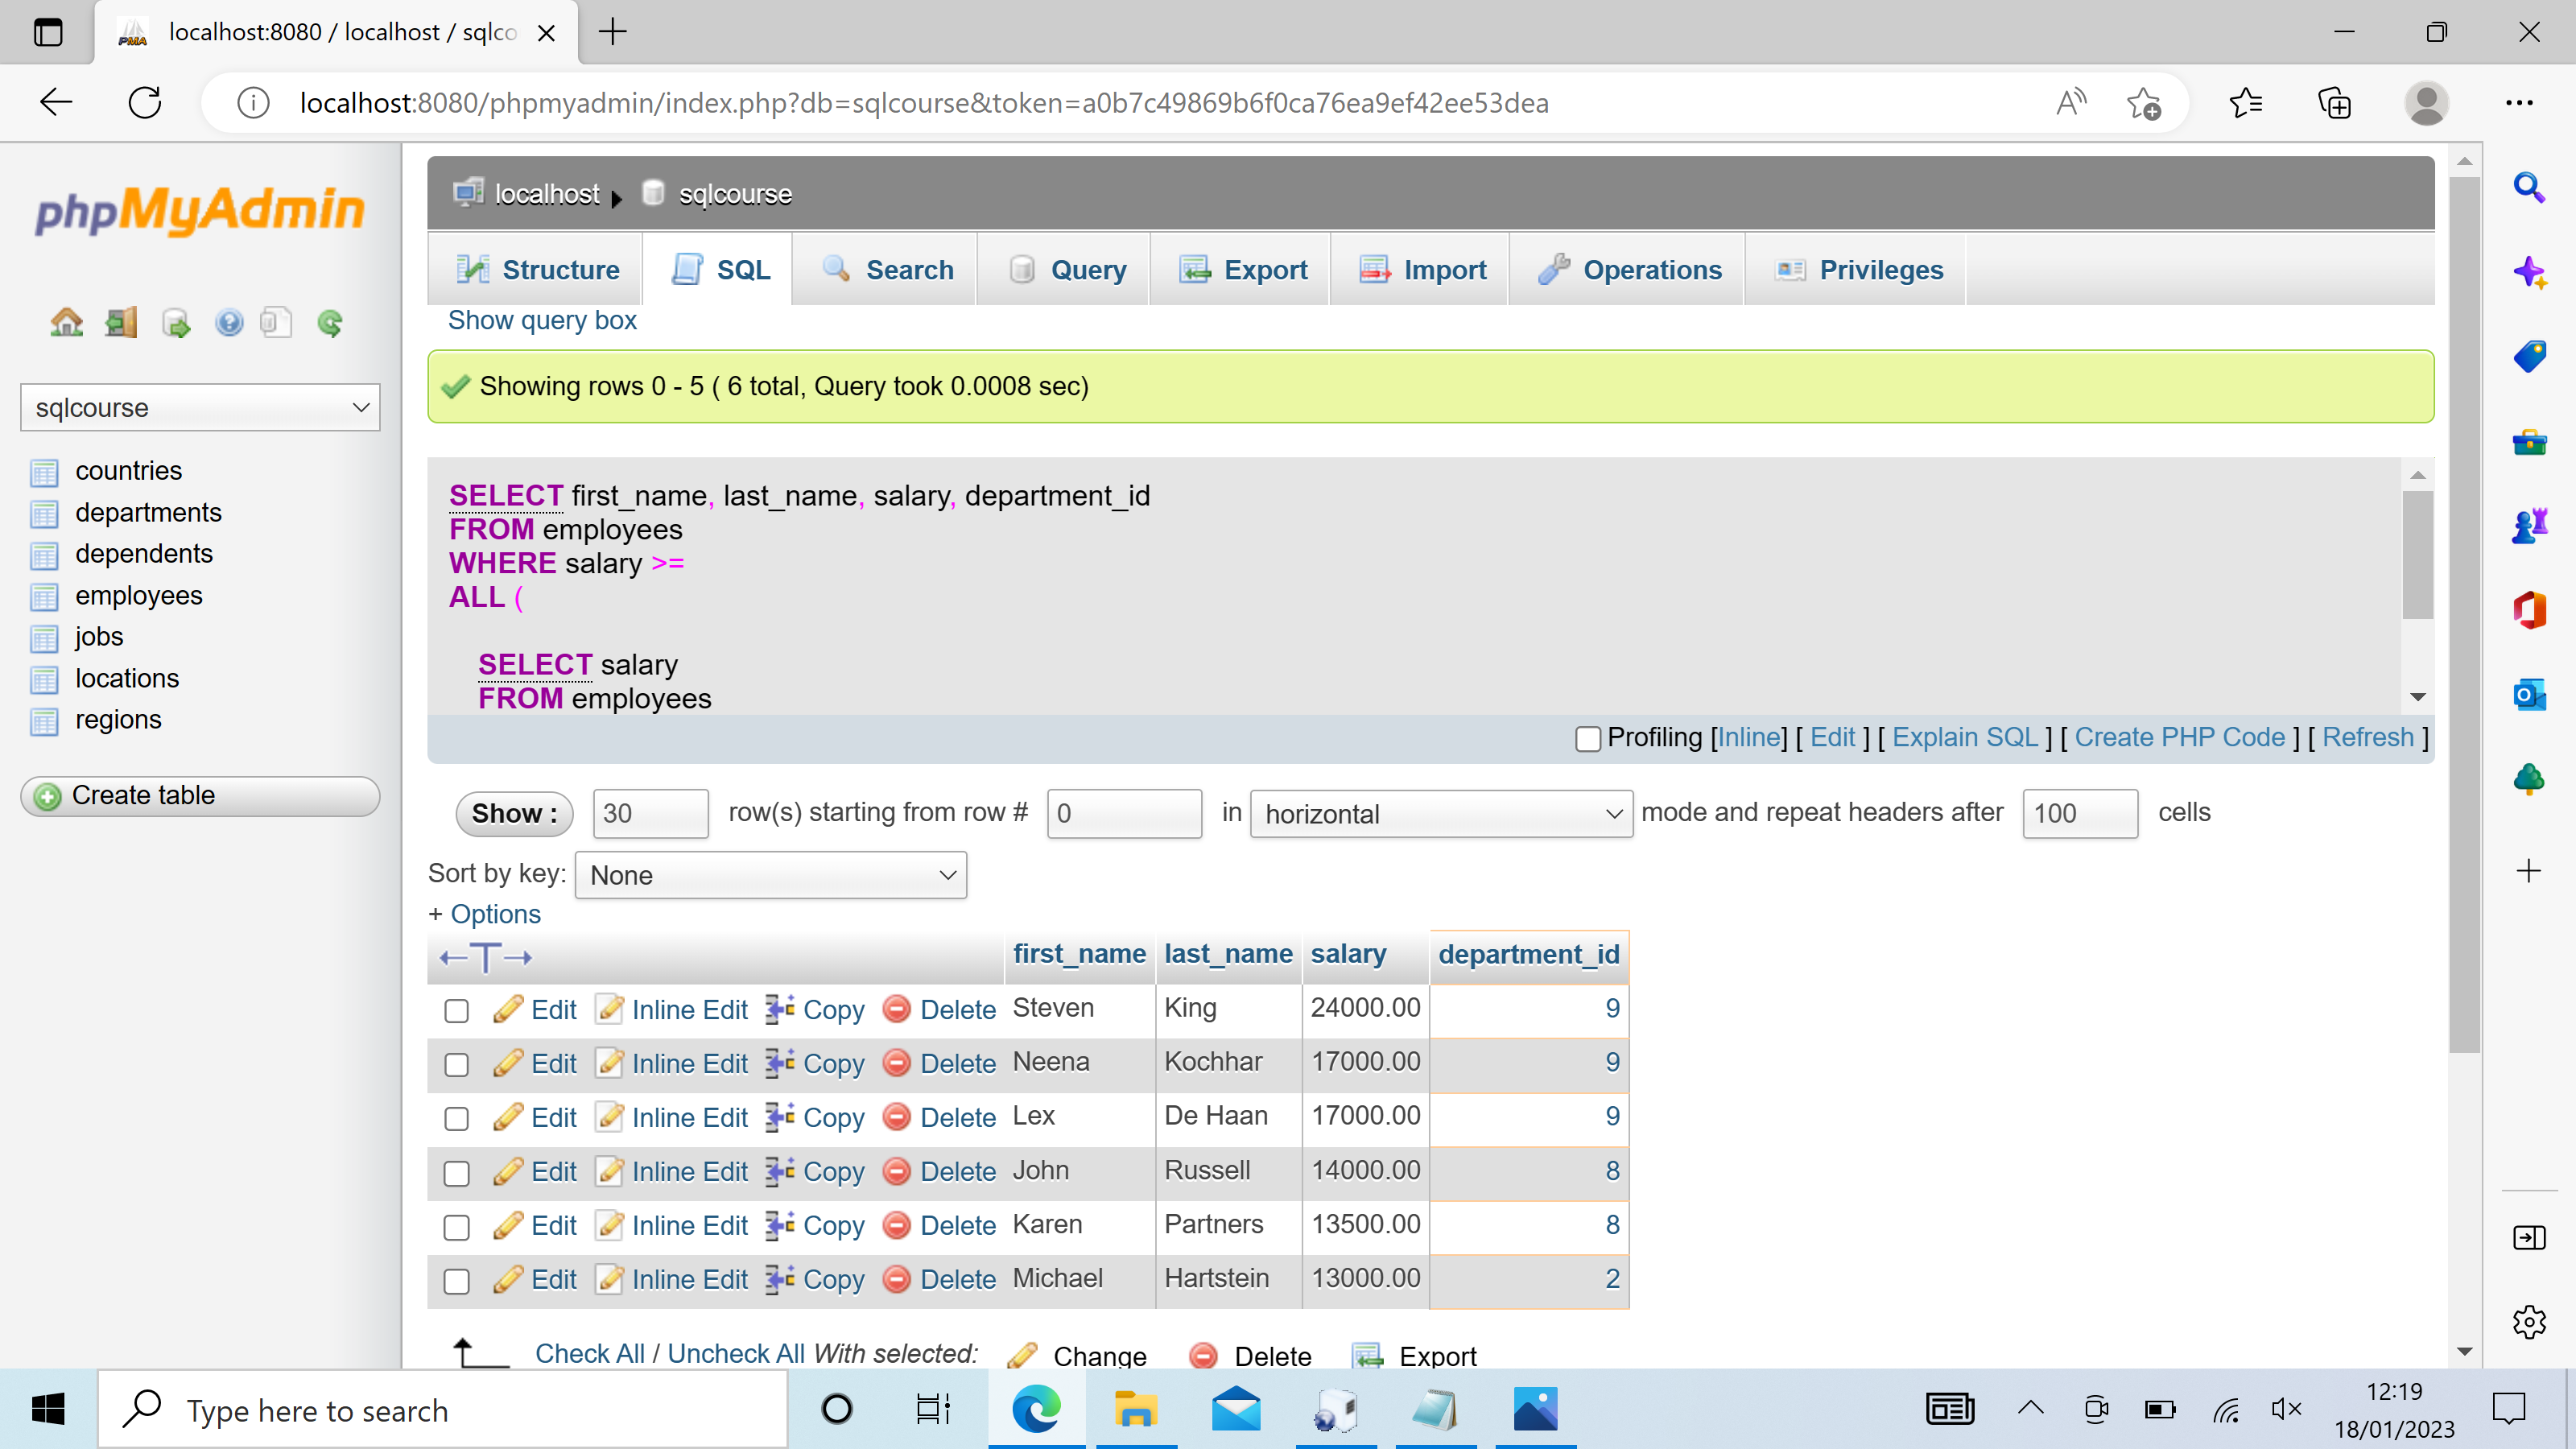 localhost:8080 / localhost / sqlco
localhost:8080/phpmyadmin/index.php?db=sqlcourse&token=a0b7c49869b6f0ca76ea9ef42ee53dea
phpMyAdmin
sqlcourse
countries
departments
dependents
employees
jobs
locations
regions
Create table
localhost sqlcourse
Structure SQL Search Query Export Import Operations Privileges
Show query box
Showing rows 0 - 5 ( 6 total, Query took 0.0008 sec)
SELECT first_name, last_name, salary, department_id
FROM employees
WHERE salary >=
ALL (
SELECT salary
FROM employees
Profiling [Inline] [ Edit ] [ Explain SQL ] [ Create PHP Code ] [ Refresh ]
Show : 30 row(s) starting from row # 0 in horizontal mode and repeat headers after 100 cells
Sort by key: None
+ Options
first_name last_name salary department_id
Edit Inline Edit Copy Delete Steven King 24000.00 9
Edit Inline Edit Copy Delete Neena Kochhar 17000.00 9
Edit Inline Edit Copy Delete Lex De Haan 17000.00 9
Edit Inline Edit Copy Delete John Russell 14000.00 8
Edit Inline Edit Copy Delete Karen Partners 13500.00 8
Edit Inline Edit Copy Delete Michael Hartstein 13000.00 2
Check All / Uncheck All With selected: Change Delete Export
Type here to search
12:19
18/01/2023